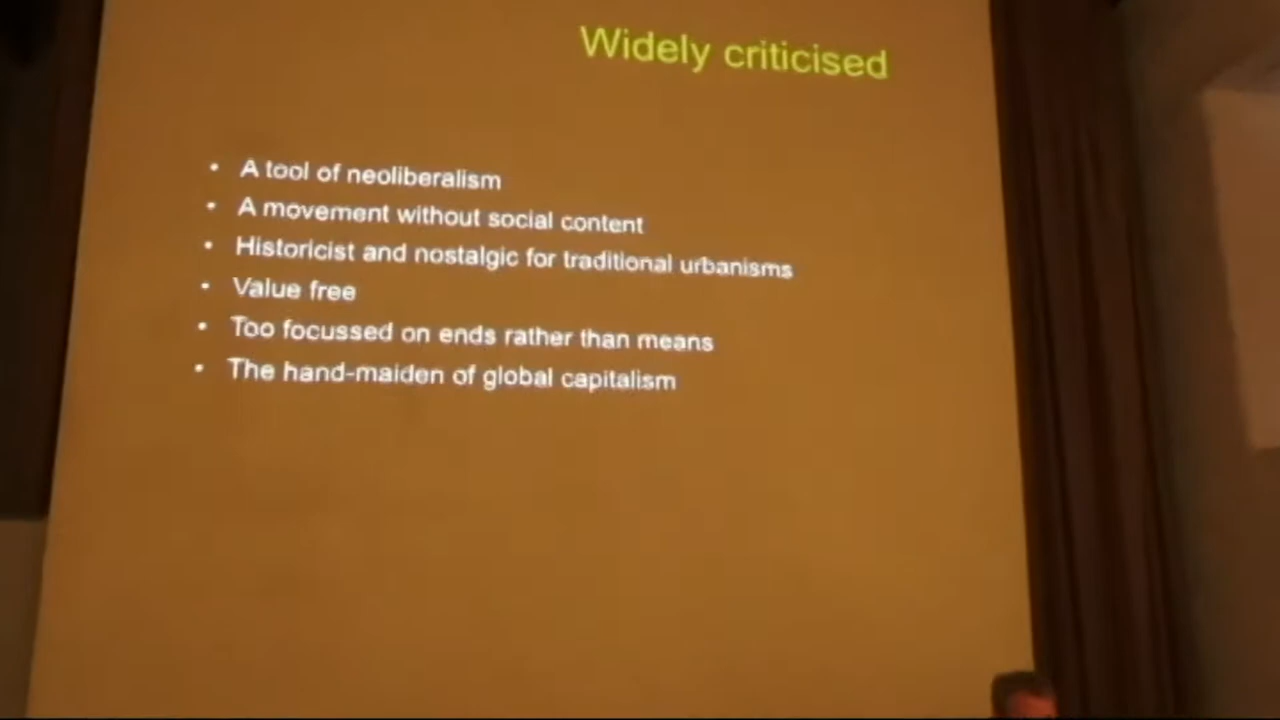 Widely criticised
• A tool of neoliberalism
• A movement without social content
• Historicist and nostalgic for traditional urbanisms
• Value free
• Too focussed on ends rather than means
• The hand-maiden of global capitalism